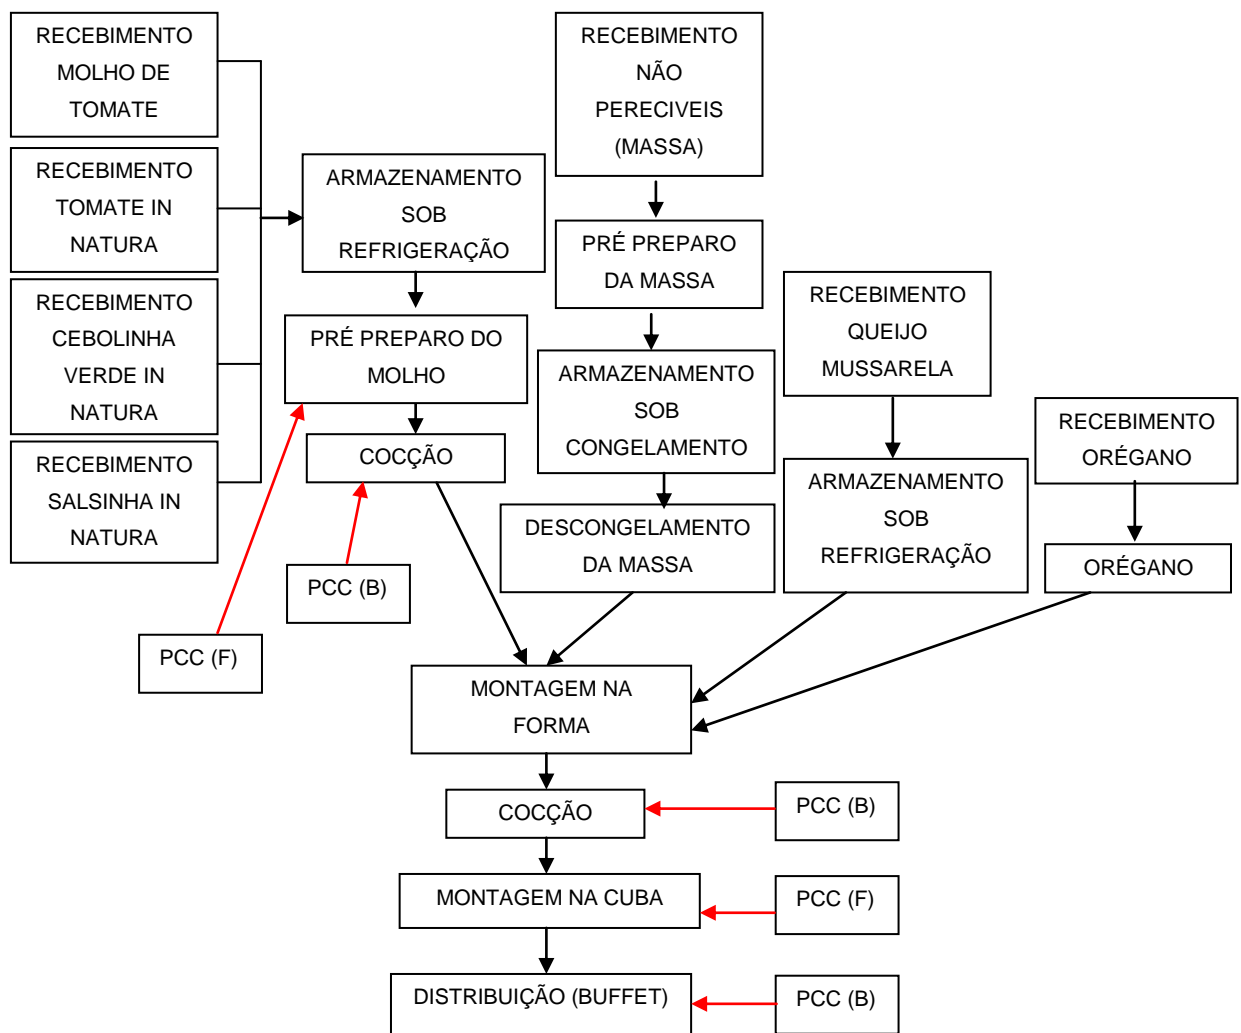 RECEBIMENTO
MOLHO DE
TOMATE
RECEBIMENTO
NÃO
PERECIVEIS
(MASSA)
RECEBIMENTO
TOMATE IN
NATURA
ARMAZENAMENTO
SOB
REFRIGERAÇÃO
PRÉ PREPARO
DA MASSA
RECEBIMENTO
QUEIJO
MUSSARELA
RECEBIMENTO
CEBOLINHA
VERDE IN
NATURA
PRÉ PREPARO DO
MOLHO
ARMAZENAMENTO
SOB
CONGELAMENTO
RECEBIMENTO
ORÉGANO
RECEBIMENTO
SALSINHA IN
NATURA
COCÇÃO
ARMAZENAMENTO
SOB
REFRIGERAÇÃO
DESCONGELAMENTO
DA MASSA
ORÉGANO
PCC (B)
PCC (F)
MONTAGEM NA
FORMA
COCÇÃO
PCC (B)
MONTAGEM NA CUBA
PCC (F)
DISTRIBUIÇÃO (BUFFET)
PCC (B)